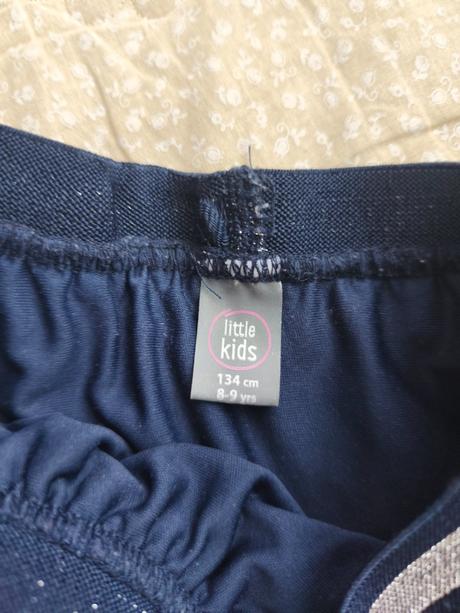 little
kids
134 cm
8-9 yrs